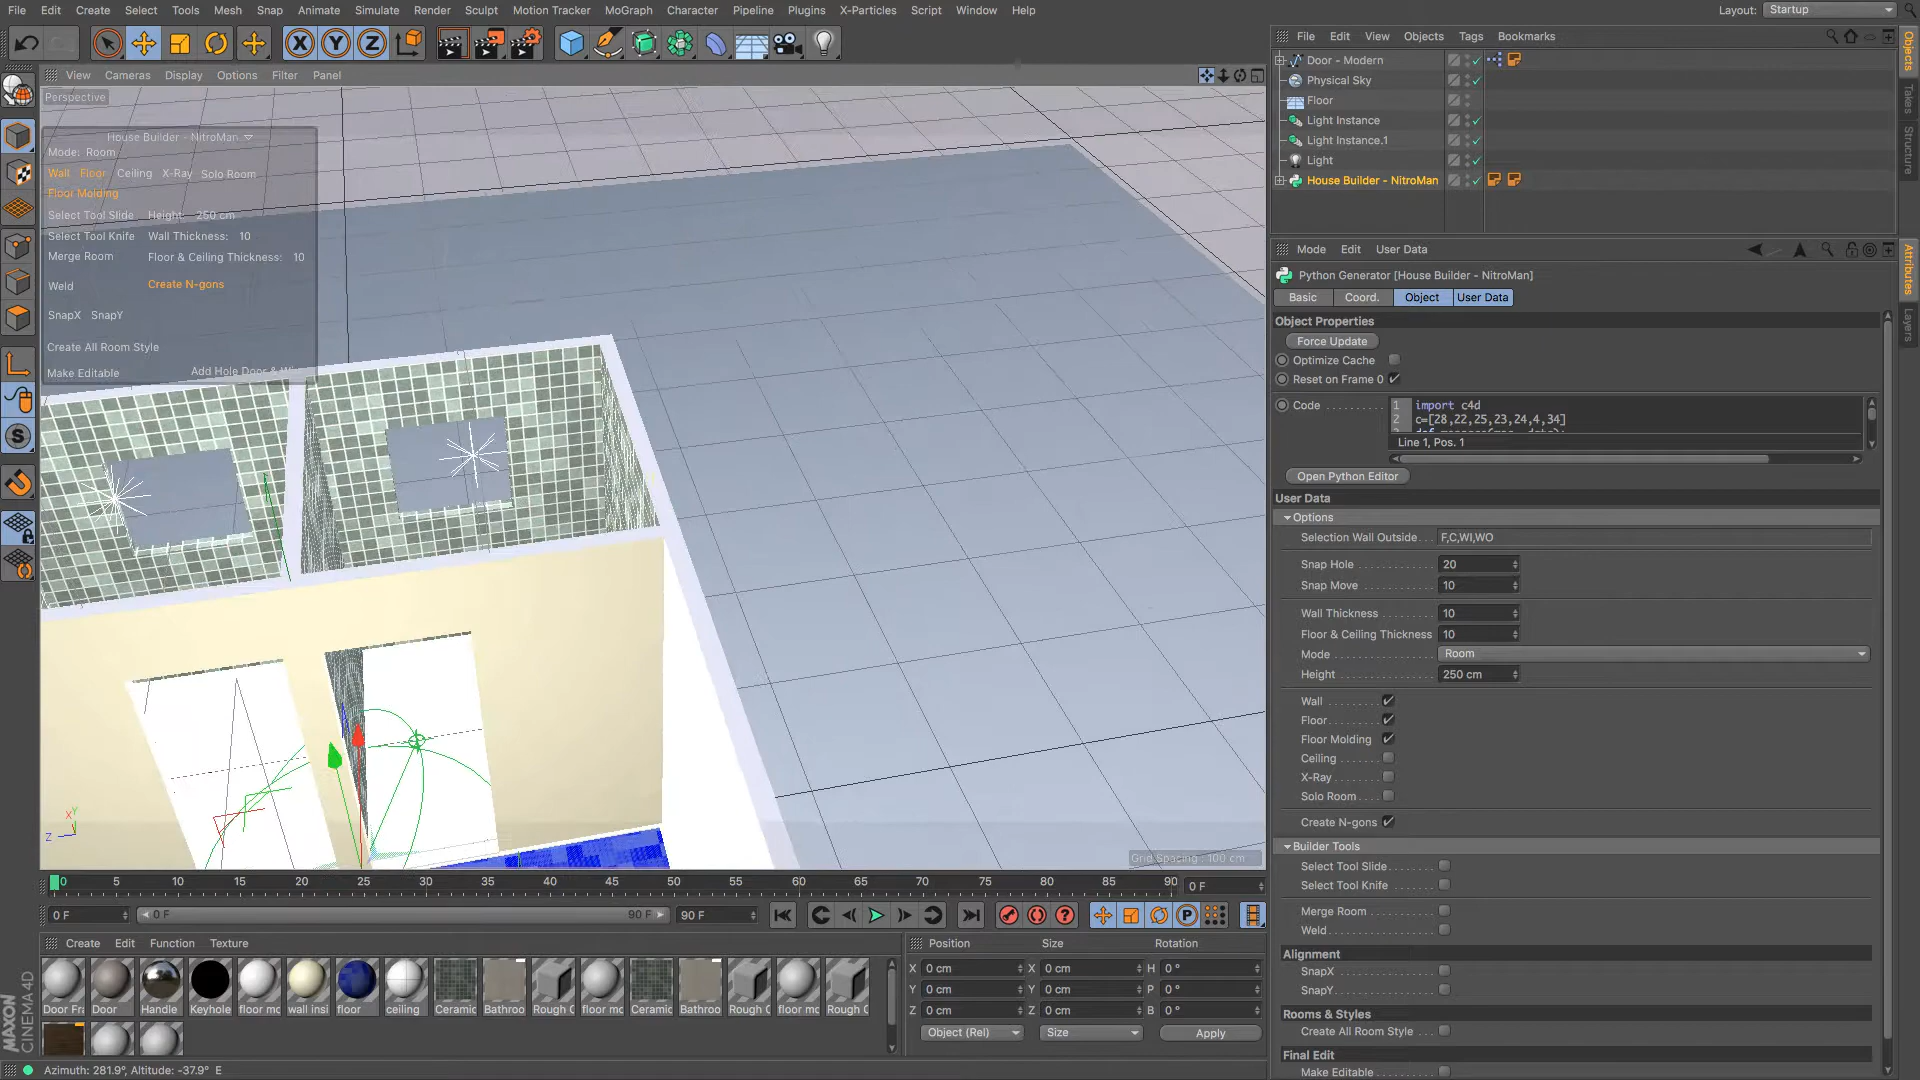 File Edit Create Select Tools Mesh Snap Animate Simulate Render Sculpt Motion Tracker MoGraph Character Pipeline Plugins X-Particles Script Window Help Layout: Startup
View Cameras Display Options Filter Panel
Perspective
House Builder - NitroMan
Mode: Room
Wall Floor Ceiling X-Ray Solo Room
Floor Molding
Select Tool Slide Height: 250 cm
Select Tool Knife Wall Thickness: 10
Merge Room Floor & Ceiling Thickness: 10
Weld Create N-gons
SnapX SnapY
Create All Room Style
Make Editable Add Hole Door &
X Y
Z
Grid Spacing : 100 cm
0 5 10 15 20 25 30 35 40 45 50 55 60 65 70 75 80 85 90 0 F
0 F 0 F 90 F 90 F
Create Edit Function Texture
Door Fra Door Handle Keyhole floor mo wall insi floor ceiling Ceramic Bathroo Rough C floor mo Ceramic Bathroo Rough C floor mo Rough C
MAXON
CINEMA 4D
Position Size Rotation
X 0 cm X 0 cm H 0 °
Y 0 cm Y 0 cm P 0 °
Z 0 cm Z 0 cm B 0 °
Object (Rel) Size Apply
Azimuth: 281.9°, Altitude: -37.9° E
File Edit View Objects Tags Bookmarks
Door - Modern
Physical Sky
Floor
Light Instance
Light Instance.1
Light
House Builder - NitroMan
Objects
Takes
Structure
Mode Edit User Data
Python Generator [House Builder - NitroMan]
Basic Coord. Object User Data
Attributes
Layers
Object Properties
Force Update
Optimize Cache
Reset on Frame 0
Code
1 import c4d
2 c=[28,22,25,23,24,4,34]
Line 1, Pos. 1
Open Python Editor
User Data
Options
Selection Wall Outside F,C,WI,WO
Snap Hole 20
Snap Move 10
Wall Thickness 10
Floor & Ceiling Thickness 10
Mode Room
Height 250 cm
Wall
Floor
Floor Molding
Ceiling
X-Ray
Solo Room
Create N-gons
Builder Tools
Select Tool Slide
Select Tool Knife
Merge Room
Weld
Alignment
SnapX
SnapY
Rooms & Styles
Create All Room Style
Final Edit
Make Editable